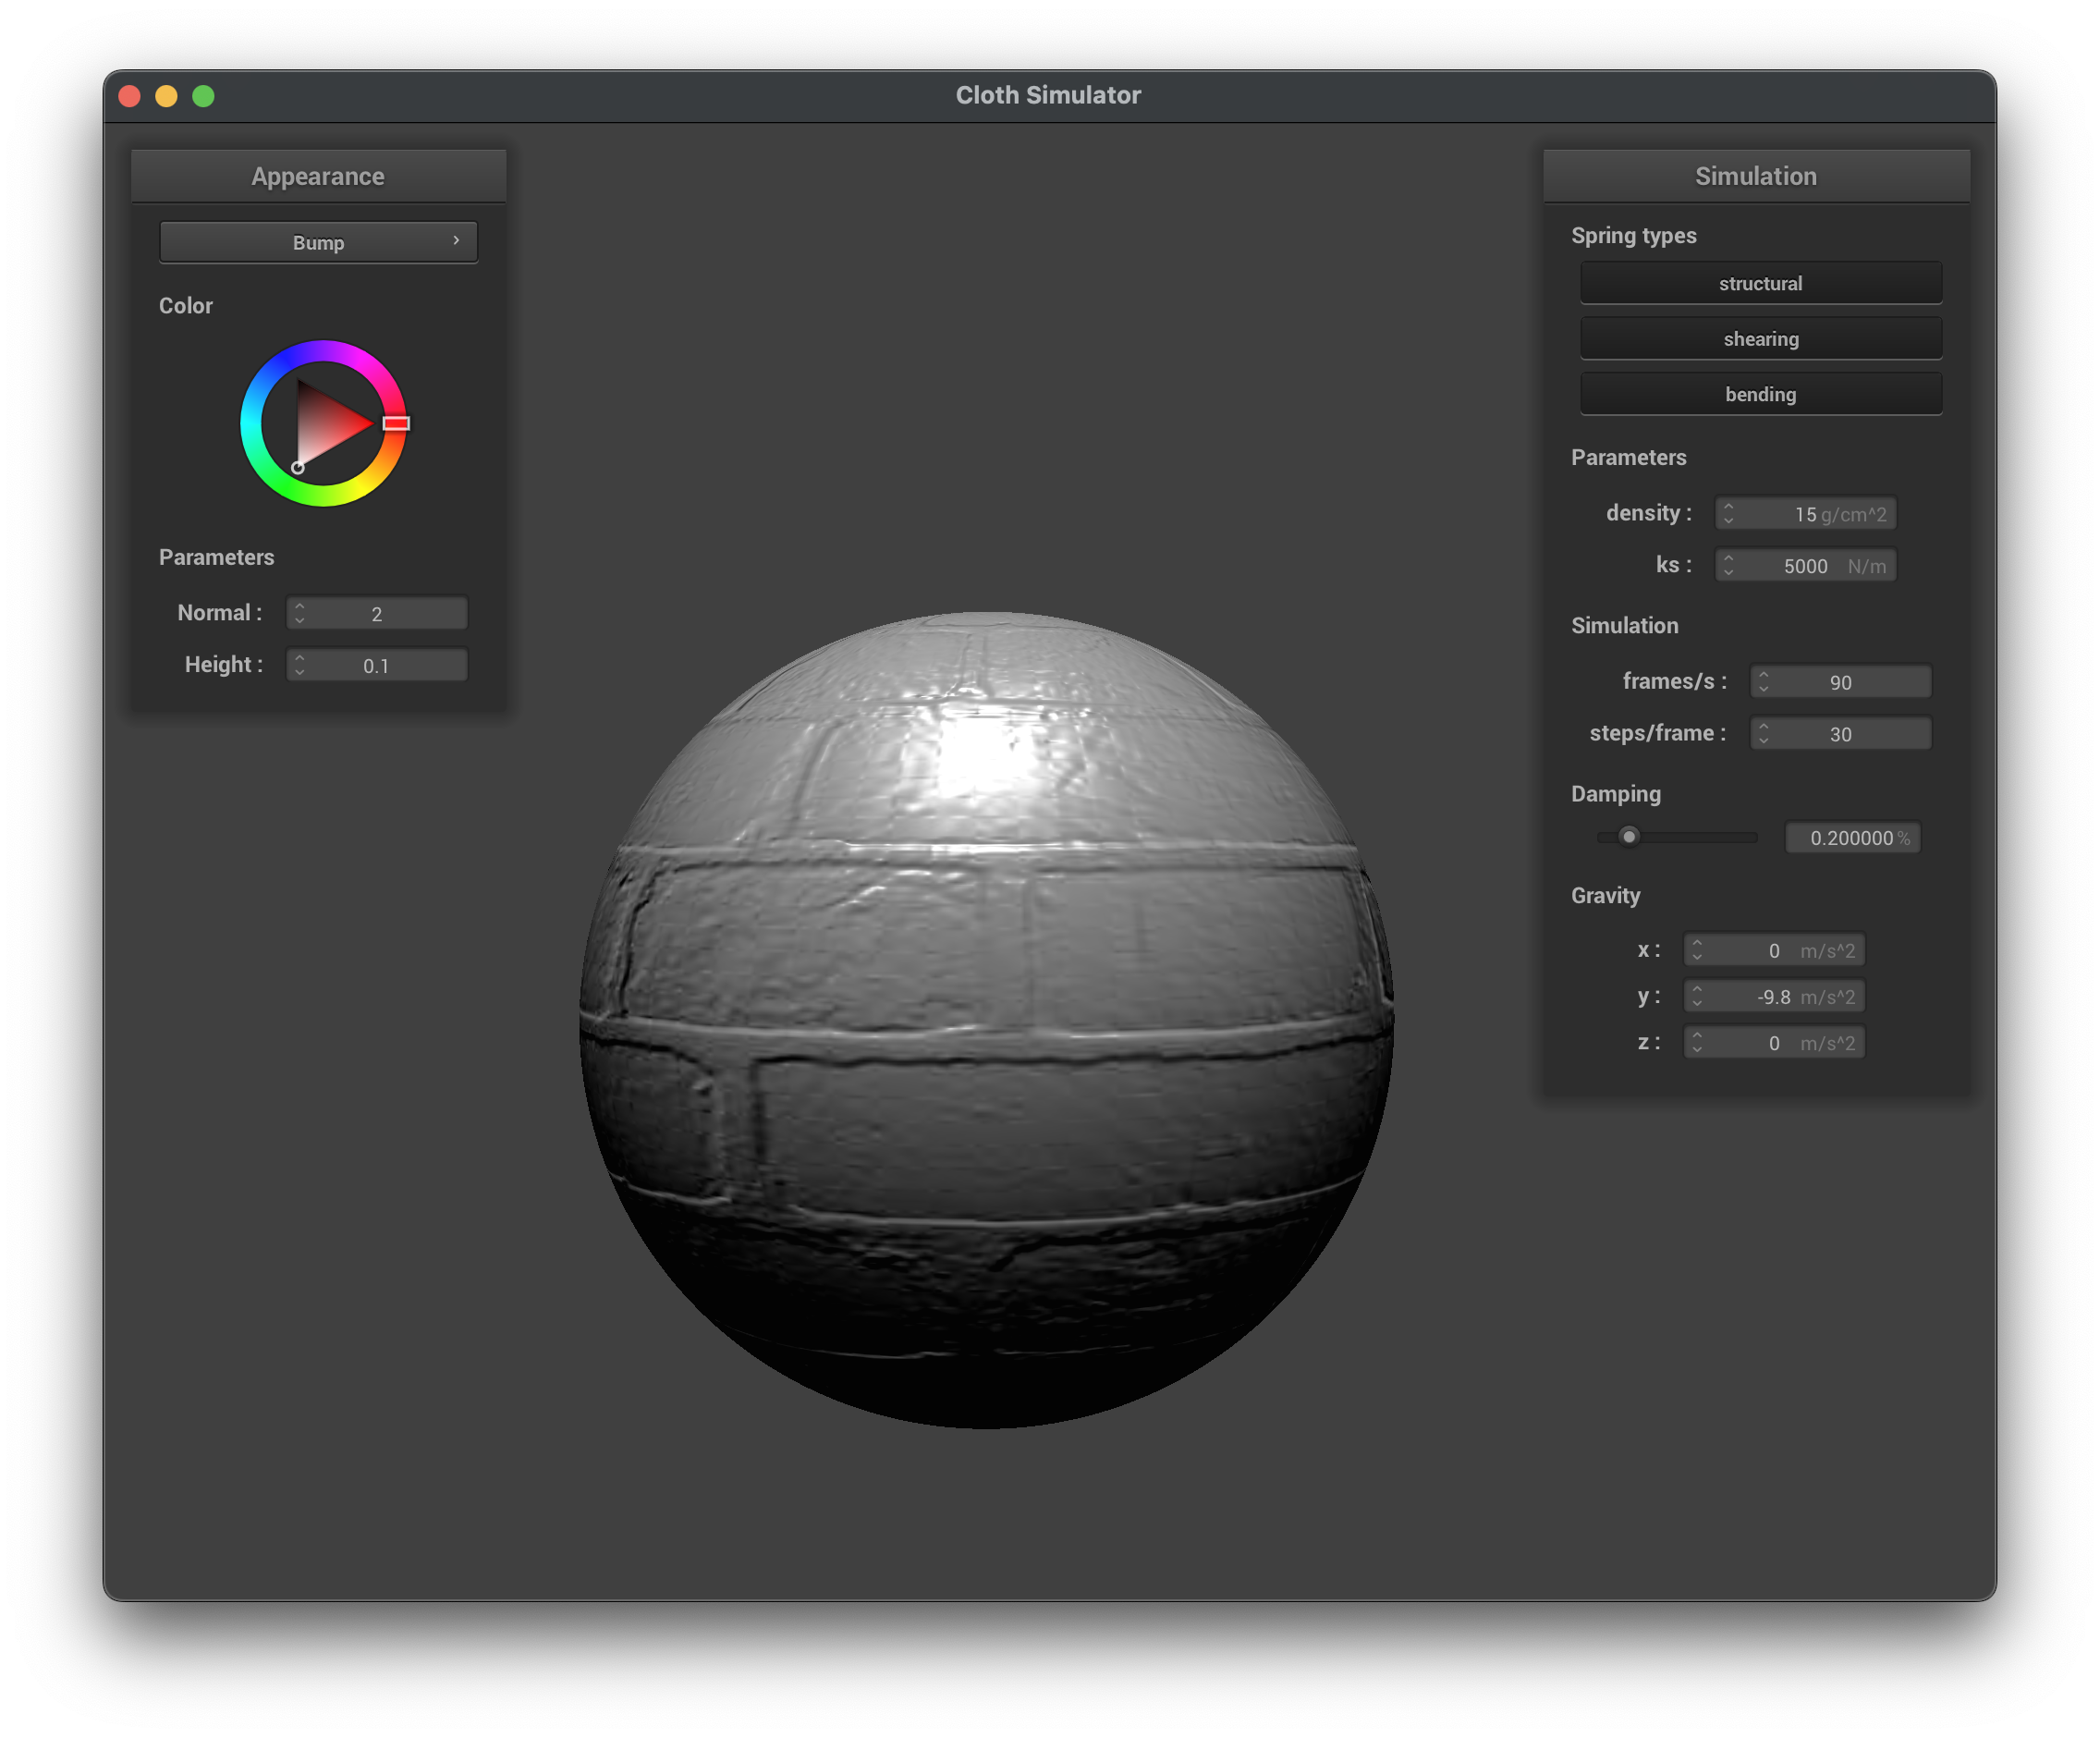 Cloth Simulator
Appearance
Bump
Color
Parameters
Normal : 2
Height : 0.1
Simulation
Spring types
structural
shearing
bending
Parameters
density : 15 g/cm^2
ks : 5000 N/m
Simulation
frames/s : 90
steps/frame : 30
Damping
0.200000 %
Gravity
x : 0 m/s^2
y : -9.8 m/s^2
z : 0 m/s^2